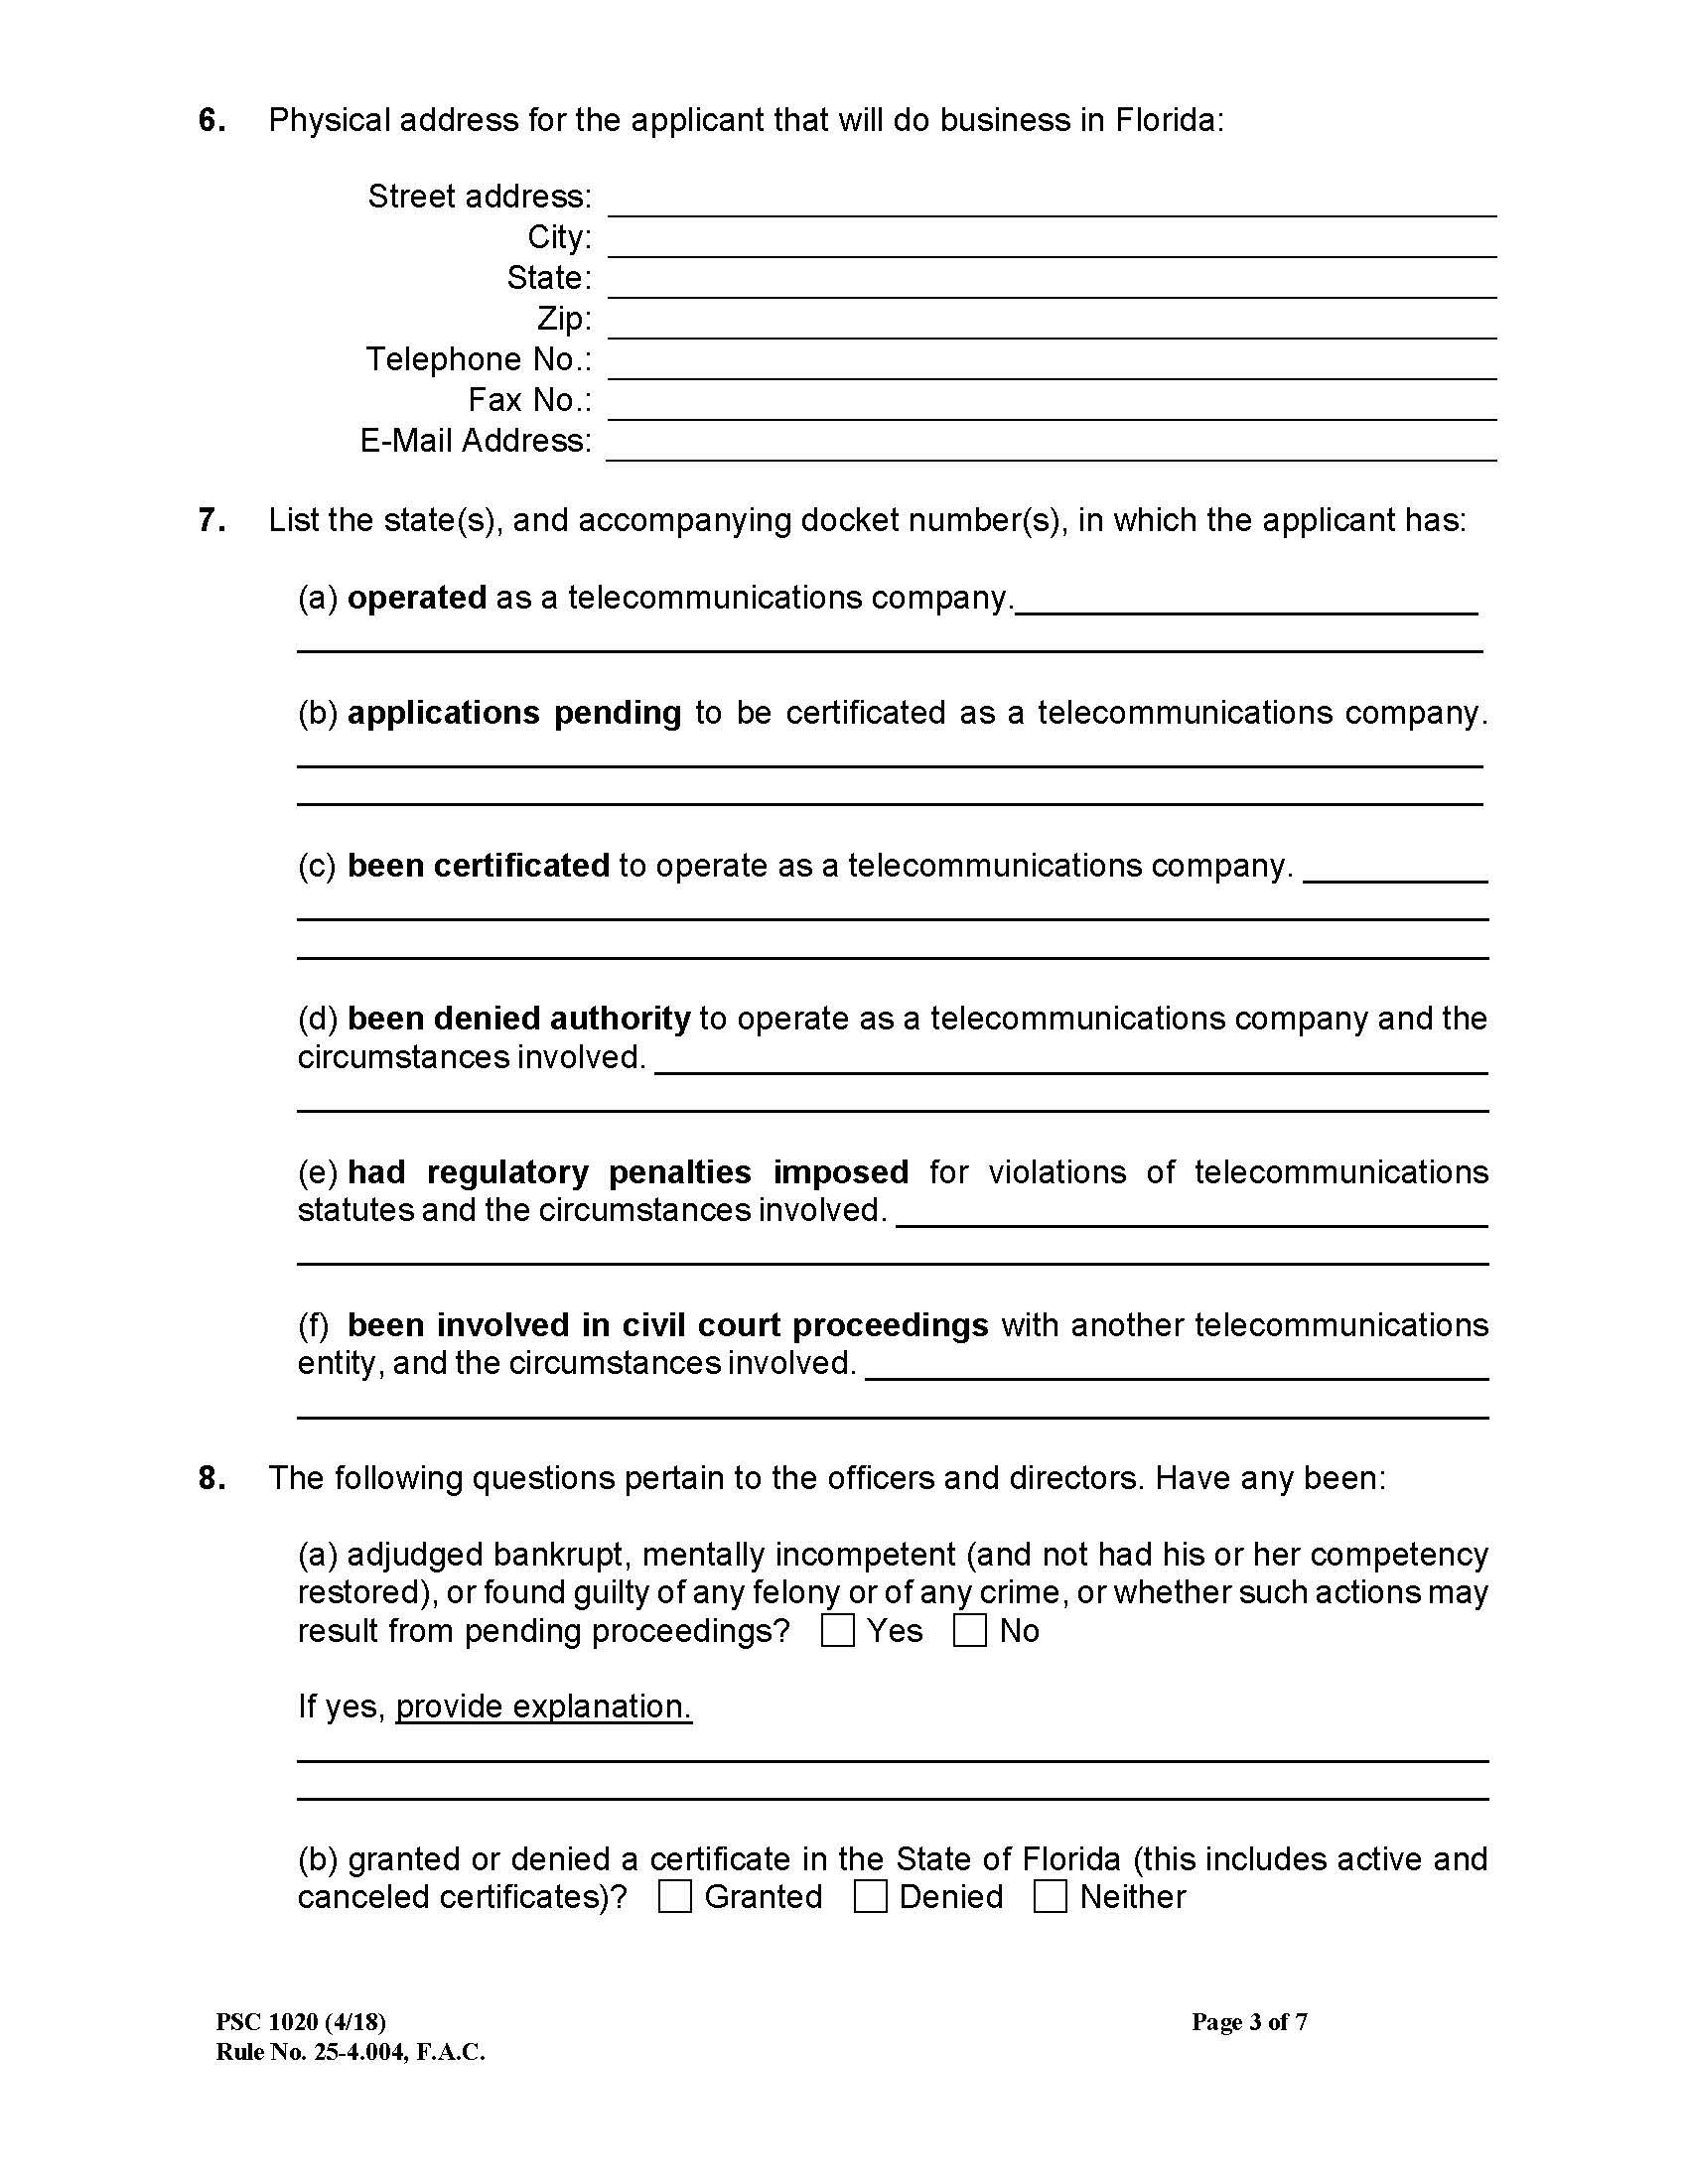 6. Physical address for the applicant that will do business in Florida:
Street address:
City:
State:
Zip:
Telephone No.:
Fax No.:
E-Mail Address:
7. List the state(s), and accompanying docket number(s), in which the applicant has:
(a) operated as a telecommunications company.
(b) applications pending to be certificated as a telecommunications company.
(c) been certificated to operate as a telecommunications company.
(d) been denied authority to operate as a telecommunications company and the
circumstances involved.
(e) had regulatory penalties imposed for violations of telecommunications
statutes and the circumstances involved.
(f) been involved in civil court proceedings with another telecommunications
entity, and the circumstances involved.
8. The following questions pertain to the officers and directors. Have any been:
(a) adjudged bankrupt, mentally incompetent (and not had his or her competency
restored), or found guilty of any felony or of any crime, or whether such actions may
result from pending proceedings? Yes No
If yes, provide explanation.
(b) granted or denied a certificate in the State of Florida (this includes active and
canceled certificates)? Granted Denied Neither
PSC 1020 (4/18) Page 3 of 7
Rule No. 25-4.004, F.A.C.